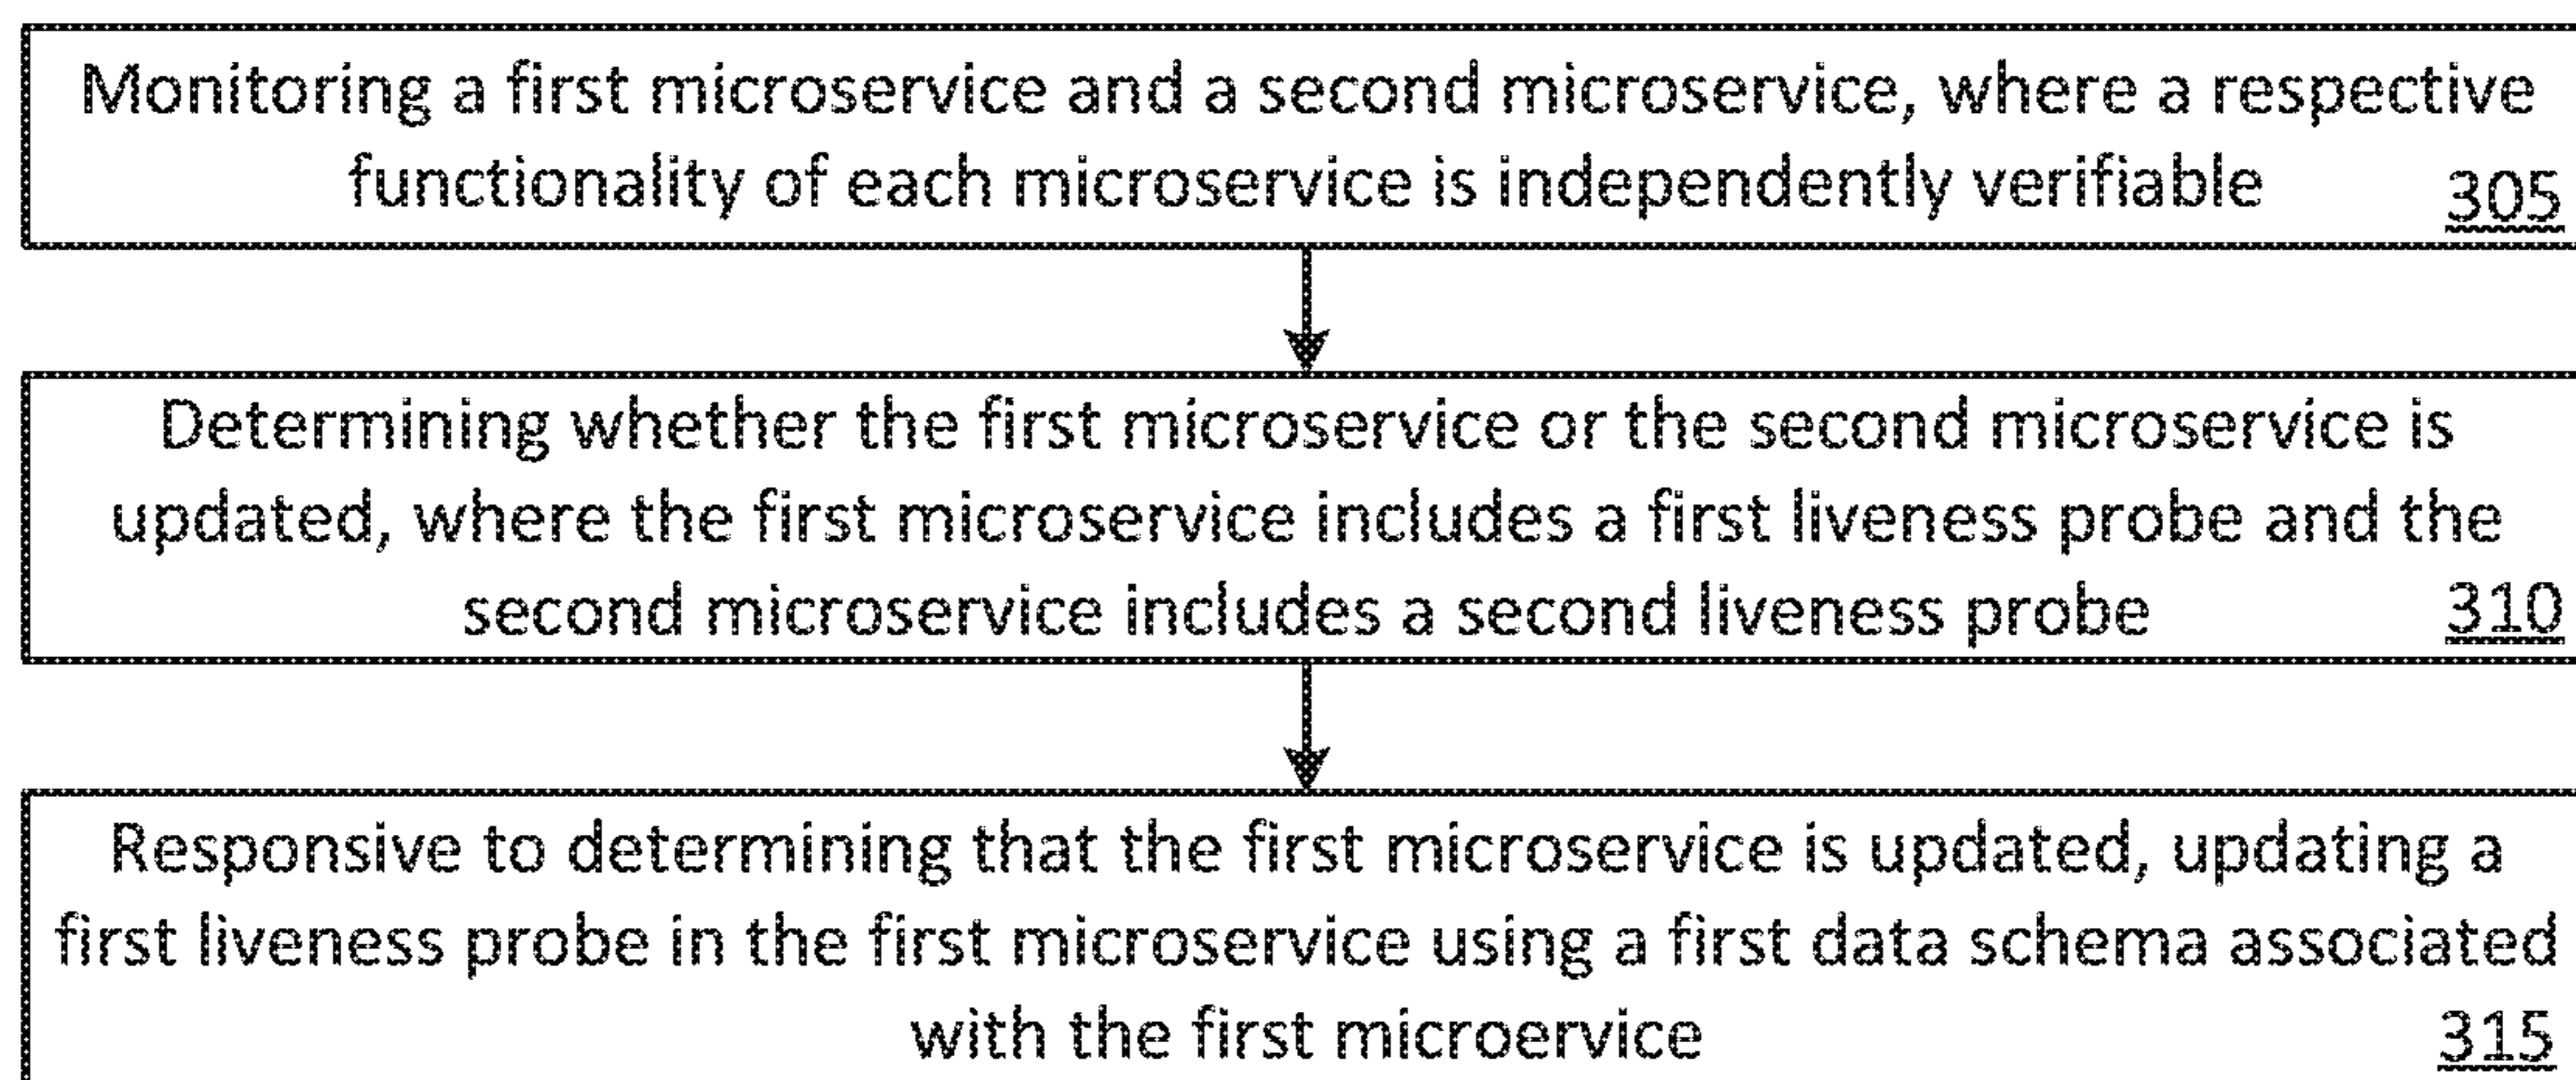 Monitoring a first microservice and a second microservice, where a respective
functionality of each microservice is independently verifiable 305
Determining whether the first microservice or the second microservice is
updated, where the first microservice includes a first liveness probe and the
second microservice includes a second liveness probe 310
Responsive to determining that the first microservice is updated, updating a
first liveness probe in the first microservice using a first data schema associated
with the first microervice 315